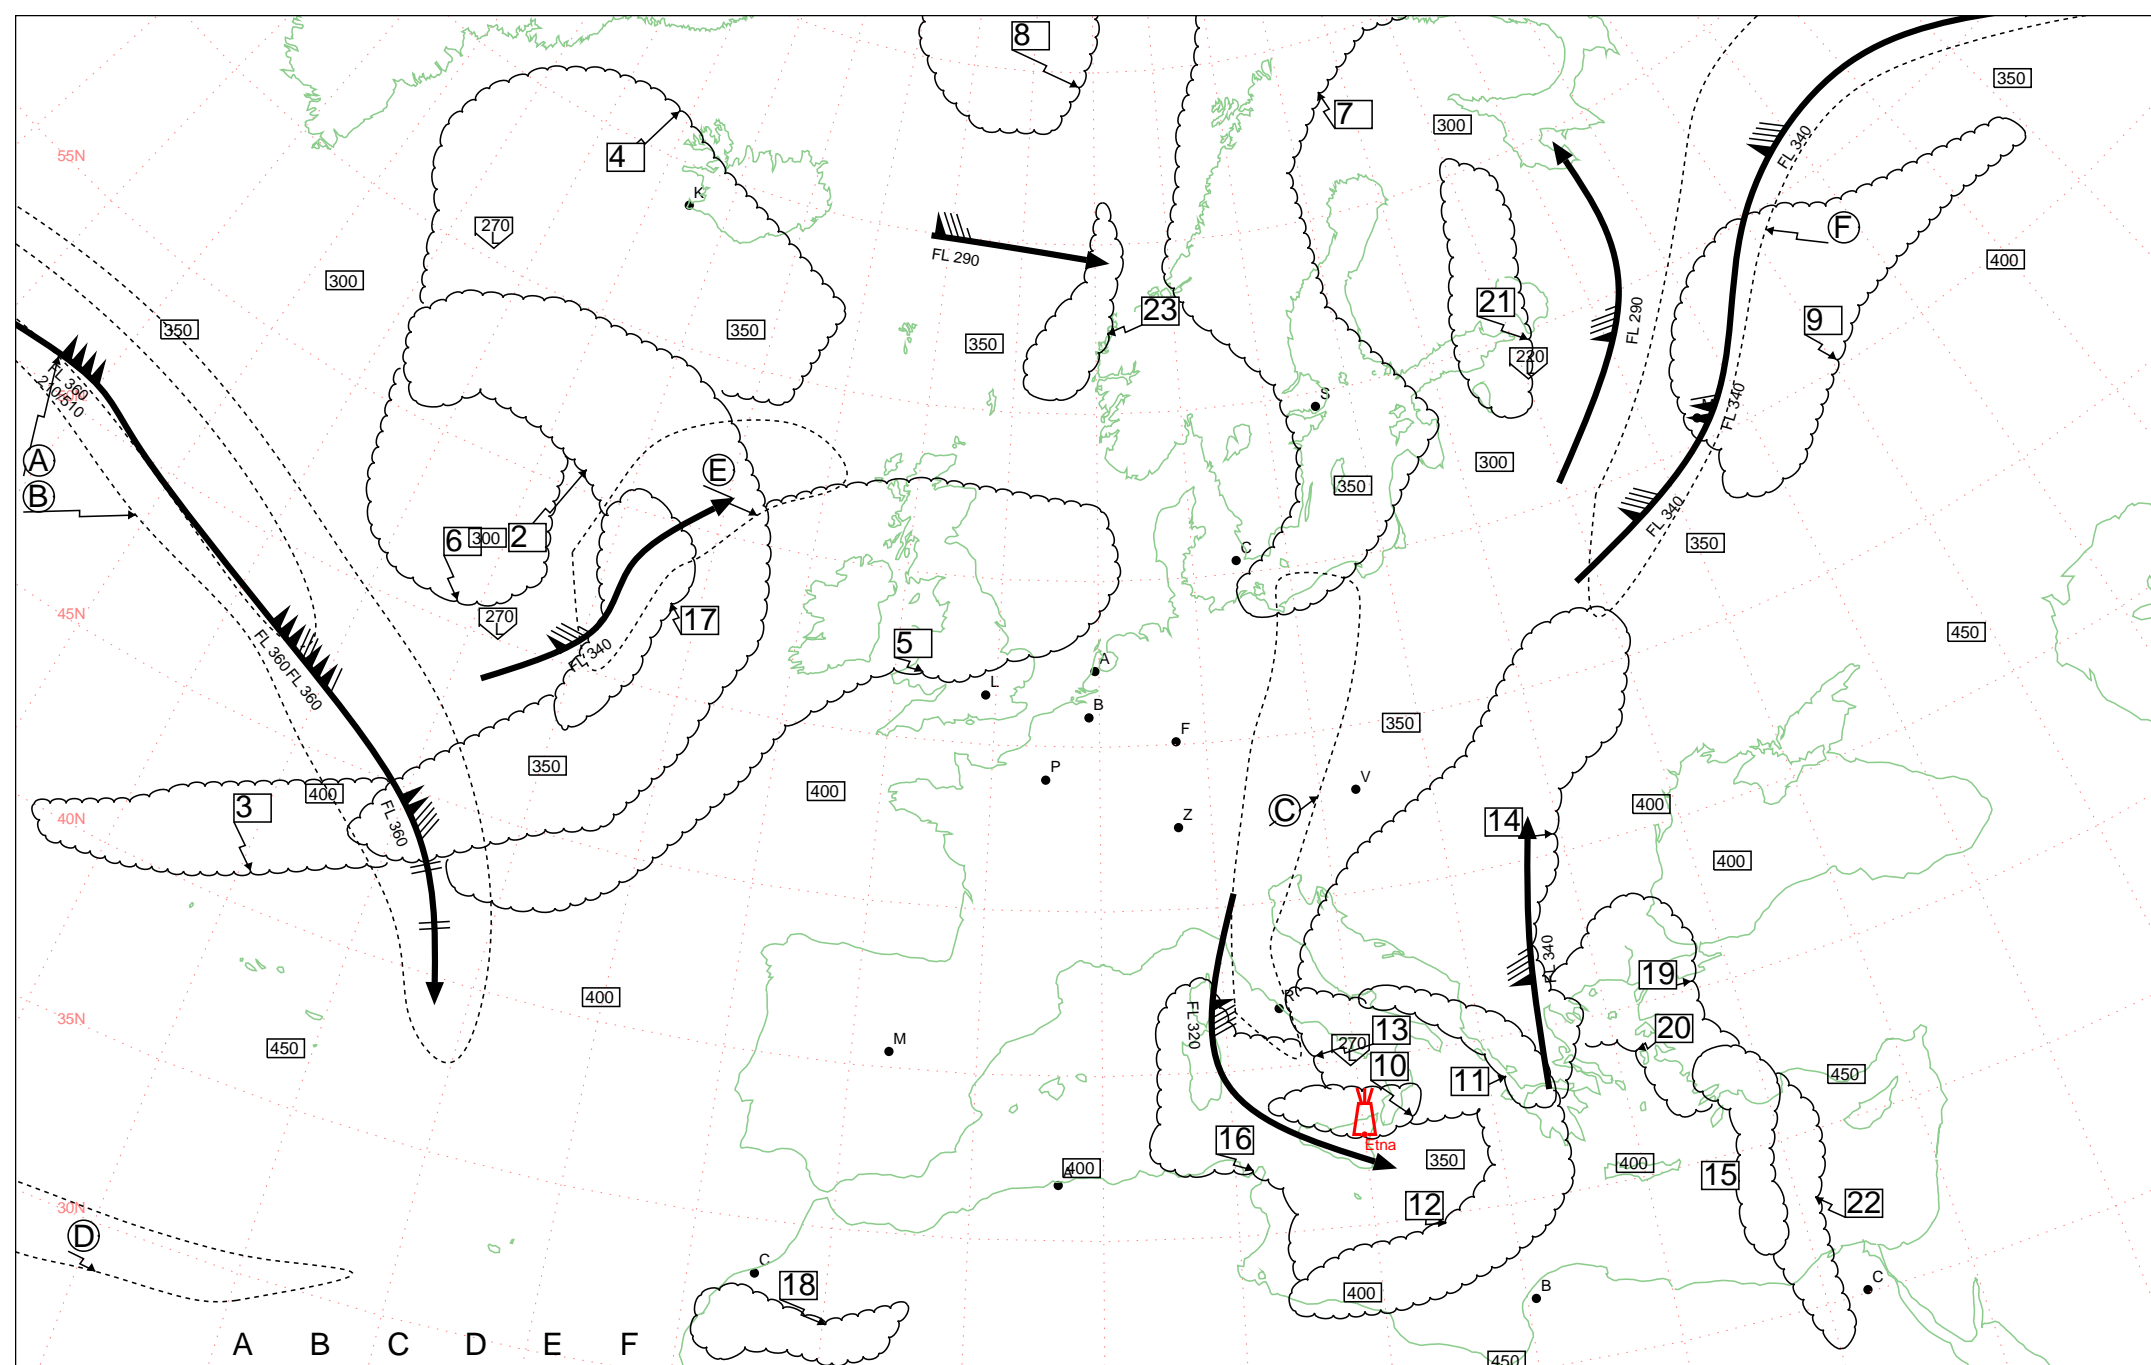 8
350
7
300
55N
4
K
F
270
L
FL 340
400
FL 290
300
350
350
350
23
21
FL 290
9
220
FL 360
210/510
FL 340
S
A
E
300
350
B
6
300
2
FL 340
350
C
45N
270
L
17
450
5
FL 340
FL 360
FL 360
A
L
B
F
350
P
350
V
400
400
3
400
C
Z
14
40N
FL 360
400
FL 340
19
R
400
35N
FL 320
13
20
M
450
270
L
10
11
450
Etna
16
350
400
A
400
15
12
22
30N
D
C
18
400
B
C
A B C D E F
450